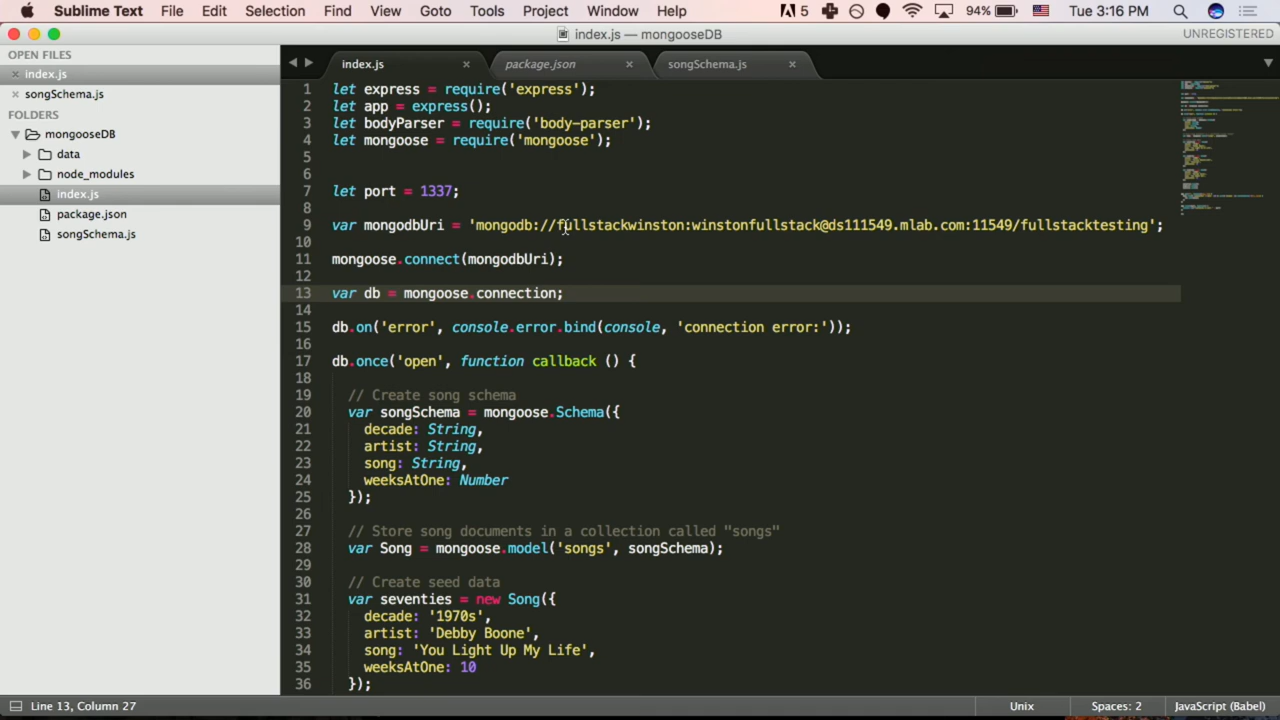 Sublime Text File Edit Selection Find View Goto Tools Project Window Help 5 94% Tue 3:16 PM
index.js — mongooseDB UNREGISTERED
OPEN FILES
index.js
songSchema.js
FOLDERS
mongooseDB
data
node_modules
index.js
package.json
songSchema.js
index.js package.json songSchema.js
1 let express = require('express');
2 let app = express();
3 let bodyParser = require('body-parser');
4 let mongoose = require('mongoose');
5
6
7 let port = 1337;
8
9 var mongodbUri = 'mongodb://fullstackwinston:winstonfullstack@ds111549.mlab.com:11549/fullstacktesting';
10
11 mongoose.connect(mongodbUri);
12
13 var db = mongoose.connection;
14
15 db.on('error', console.error.bind(console, 'connection error:'));
16
17 db.once('open', function callback () {
18
19 // Create song schema
20 var songSchema = mongoose.Schema({
21 decade: String,
22 artist: String,
23 song: String,
24 weeksAtOne: Number
25 });
26
27 // Store song documents in a collection called "songs"
28 var Song = mongoose.model('songs', songSchema);
29
30 // Create seed data
31 var seventies = new Song({
32 decade: '1970s',
33 artist: 'Debby Boone',
34 song: 'You Light Up My Life',
35 weeksAtOne: 10
36 });
Line 13, Column 27 Unix Spaces: 2 JavaScript (Babel)